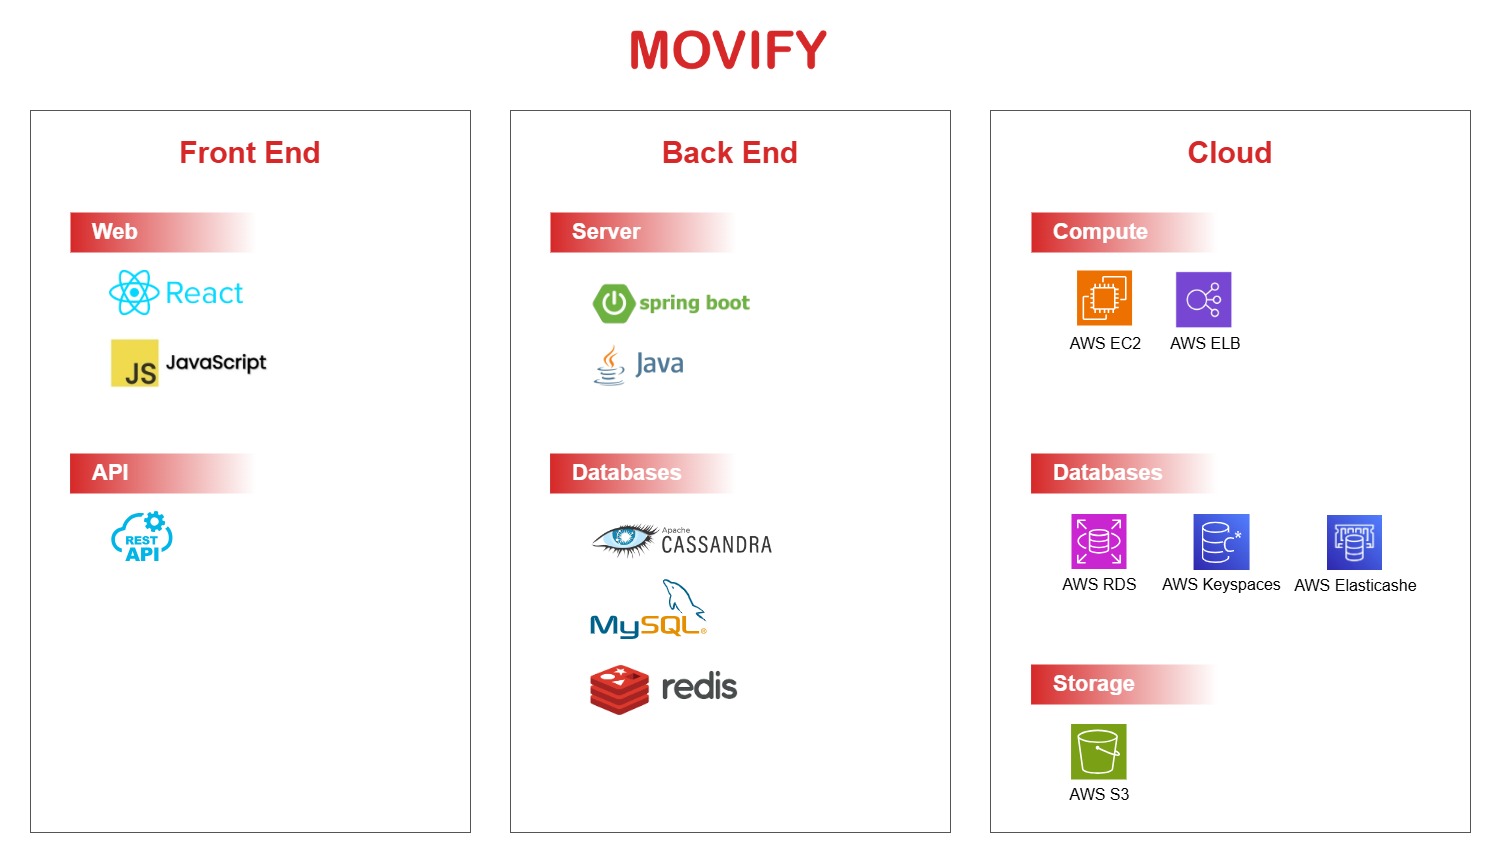 MOVIFY
Front End
Web
React
JS JavaScript
API
REST
API
Back End
Server
spring boot
Java
Databases
Apache
CASSANDRA
MySQL®
redis
Cloud
Compute
AWS EC2 AWS ELB
Databases
C*
AWS RDS AWS Keyspaces AWS Elasticashe
Storage
AWS S3